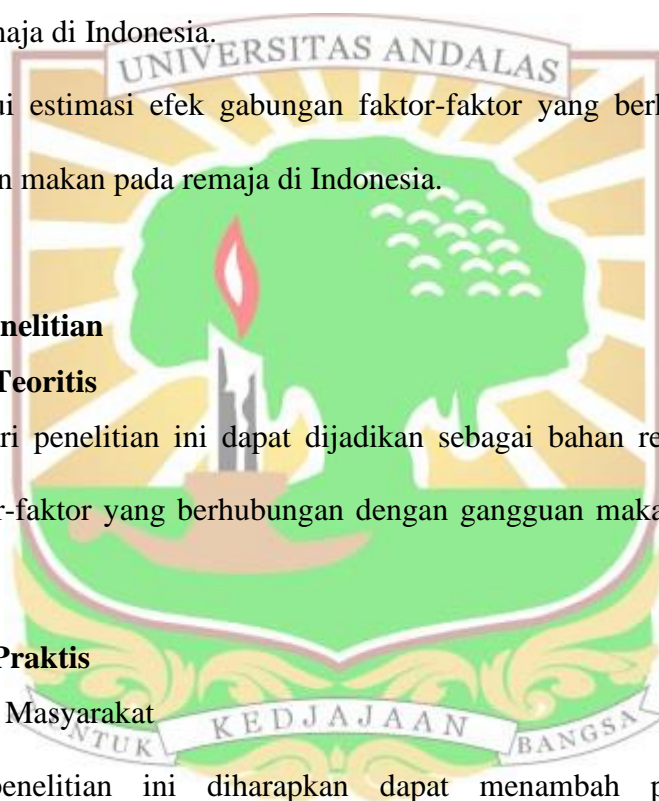 maja di Indonesia.
UNIVERSITAS ANDALAS
ui estimasi efek gabungan faktor-faktor yang berh
n makan pada remaja di Indonesia.
nelitian
Teoritis
ri penelitian ini dapat dijadikan sebagai bahan re
r-faktor yang berhubungan dengan gangguan maka
Praktis
Masyarakat
UNTUK KEDJAJAAN BANGSA
penelitian ini diharapkan dapat menambah p